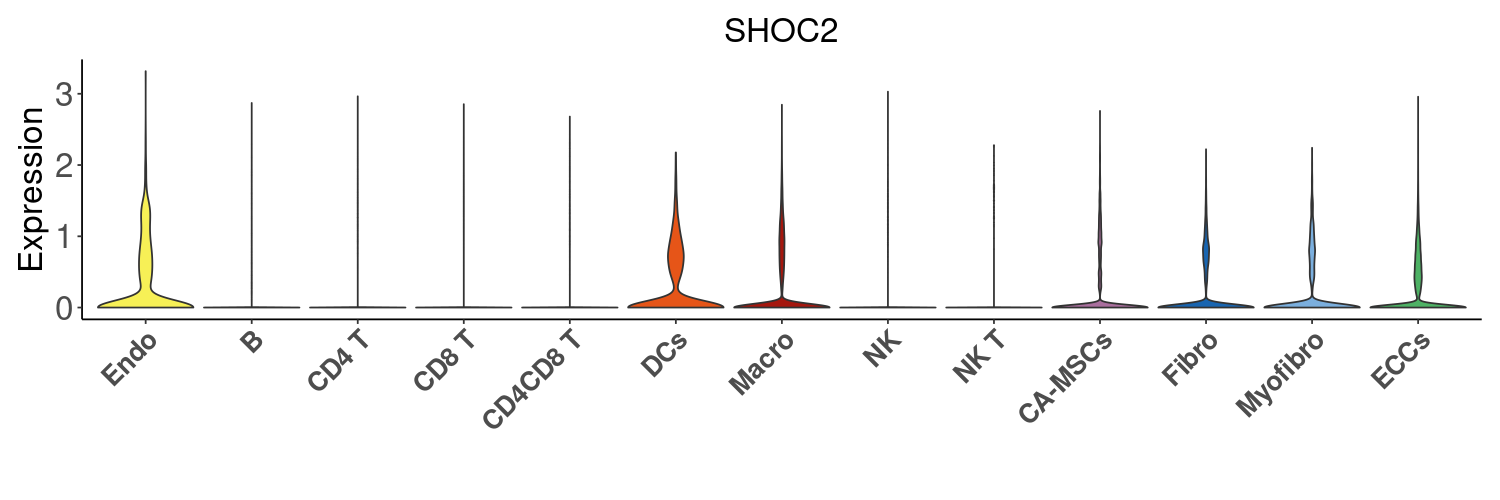 SHOC2
Expression
3
2
1
0
Endo
B
CD4 T
CD8 T
CD4CD8 T
DCs
Macro
NK
NK T
CA-MSCs
Fibro
Myofibro
ECCs